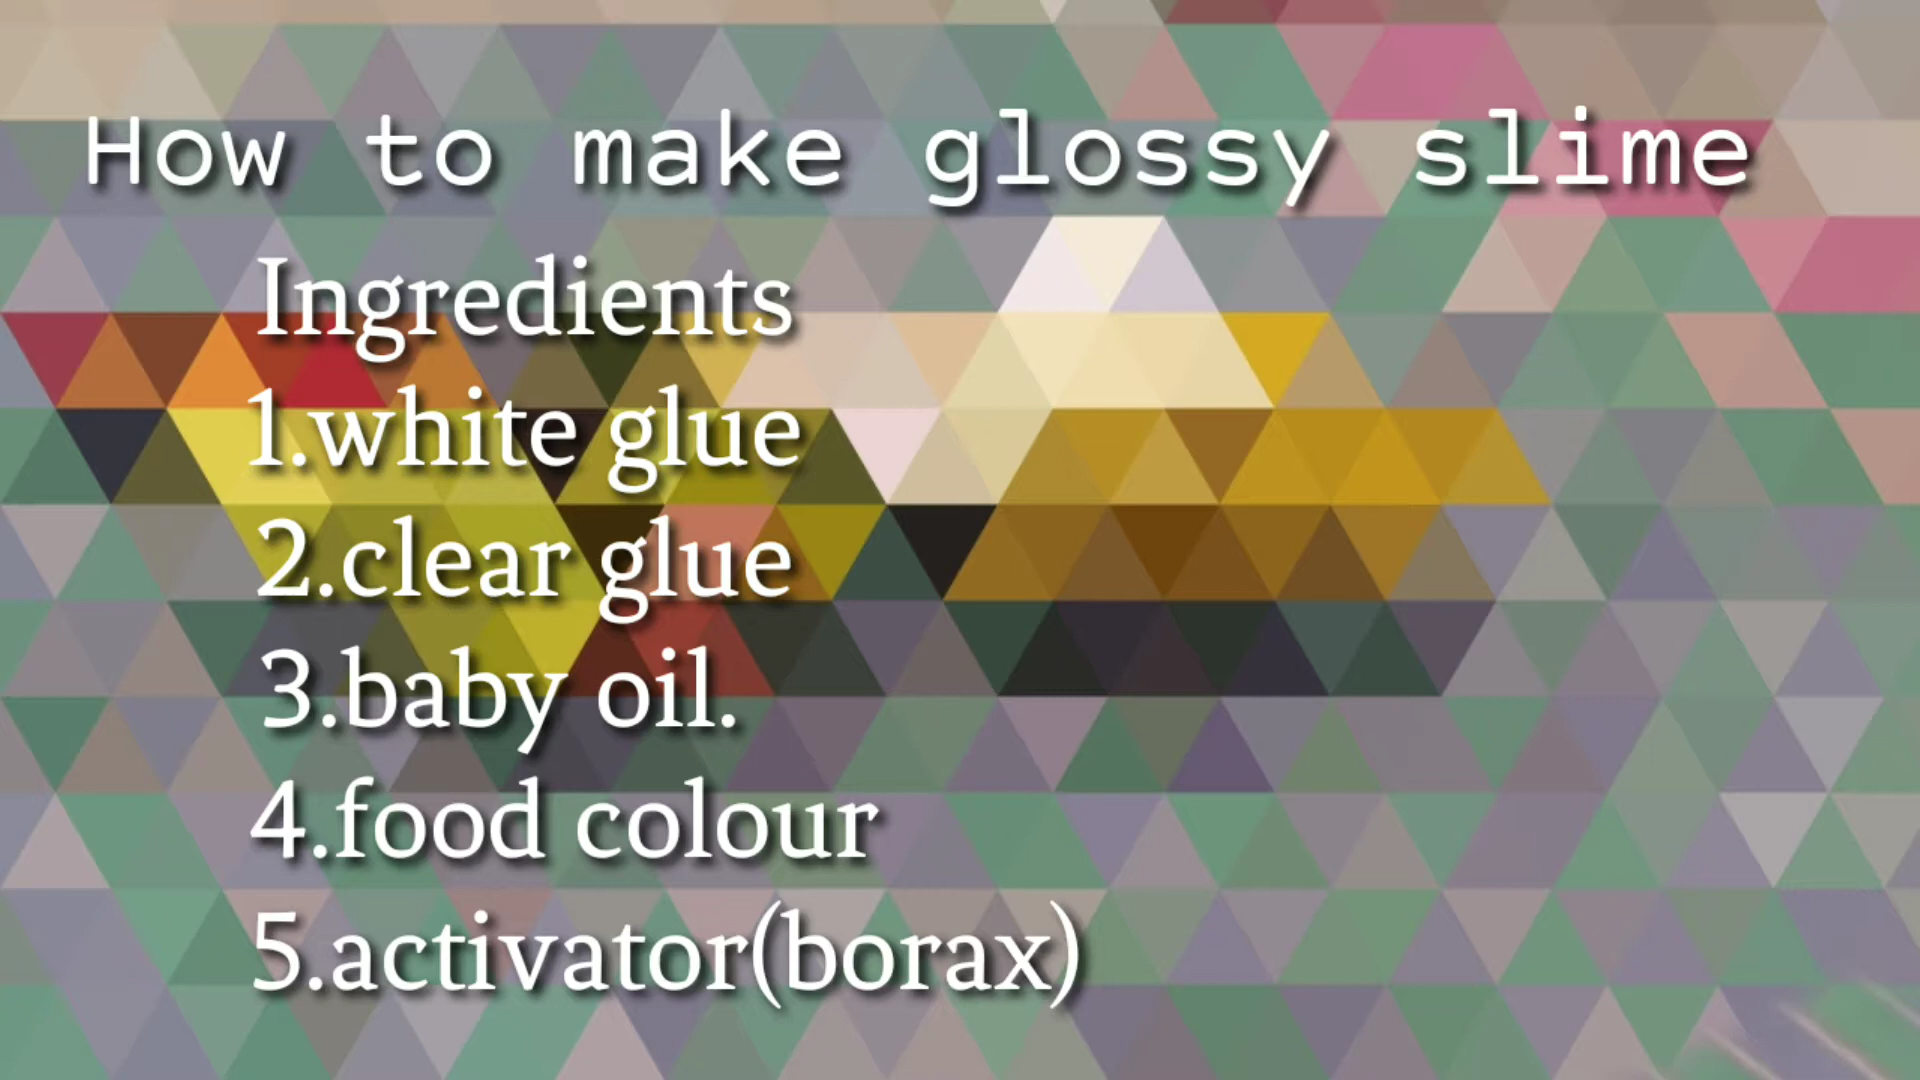 How to make glossy slime
Ingredients
1.white glue
2.clear glue
3.baby oil.
4.food colour
5.activator(borax)